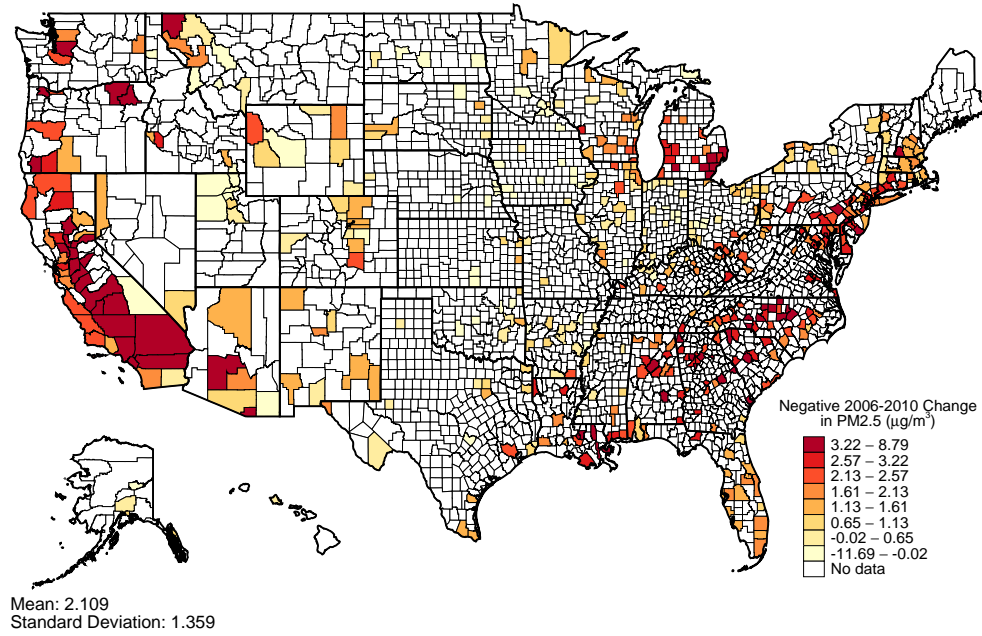 Negative 2006-2010 Change
in PM2.5 (μg/m³)
3.22 – 8.79
2.57 – 3.22
2.13 – 2.57
1.61 – 2.13
1.13 – 1.61
0.65 – 1.13
-0.02 – 0.65
-11.69 – -0.02
No data
Mean: 2.109
Standard Deviation: 1.359